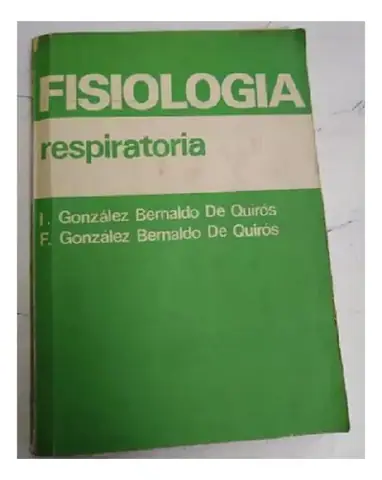 FISIOLOGIA
respiratoria
I. González Bernaldo De Quirós
F. González Bernaldo De Quirós